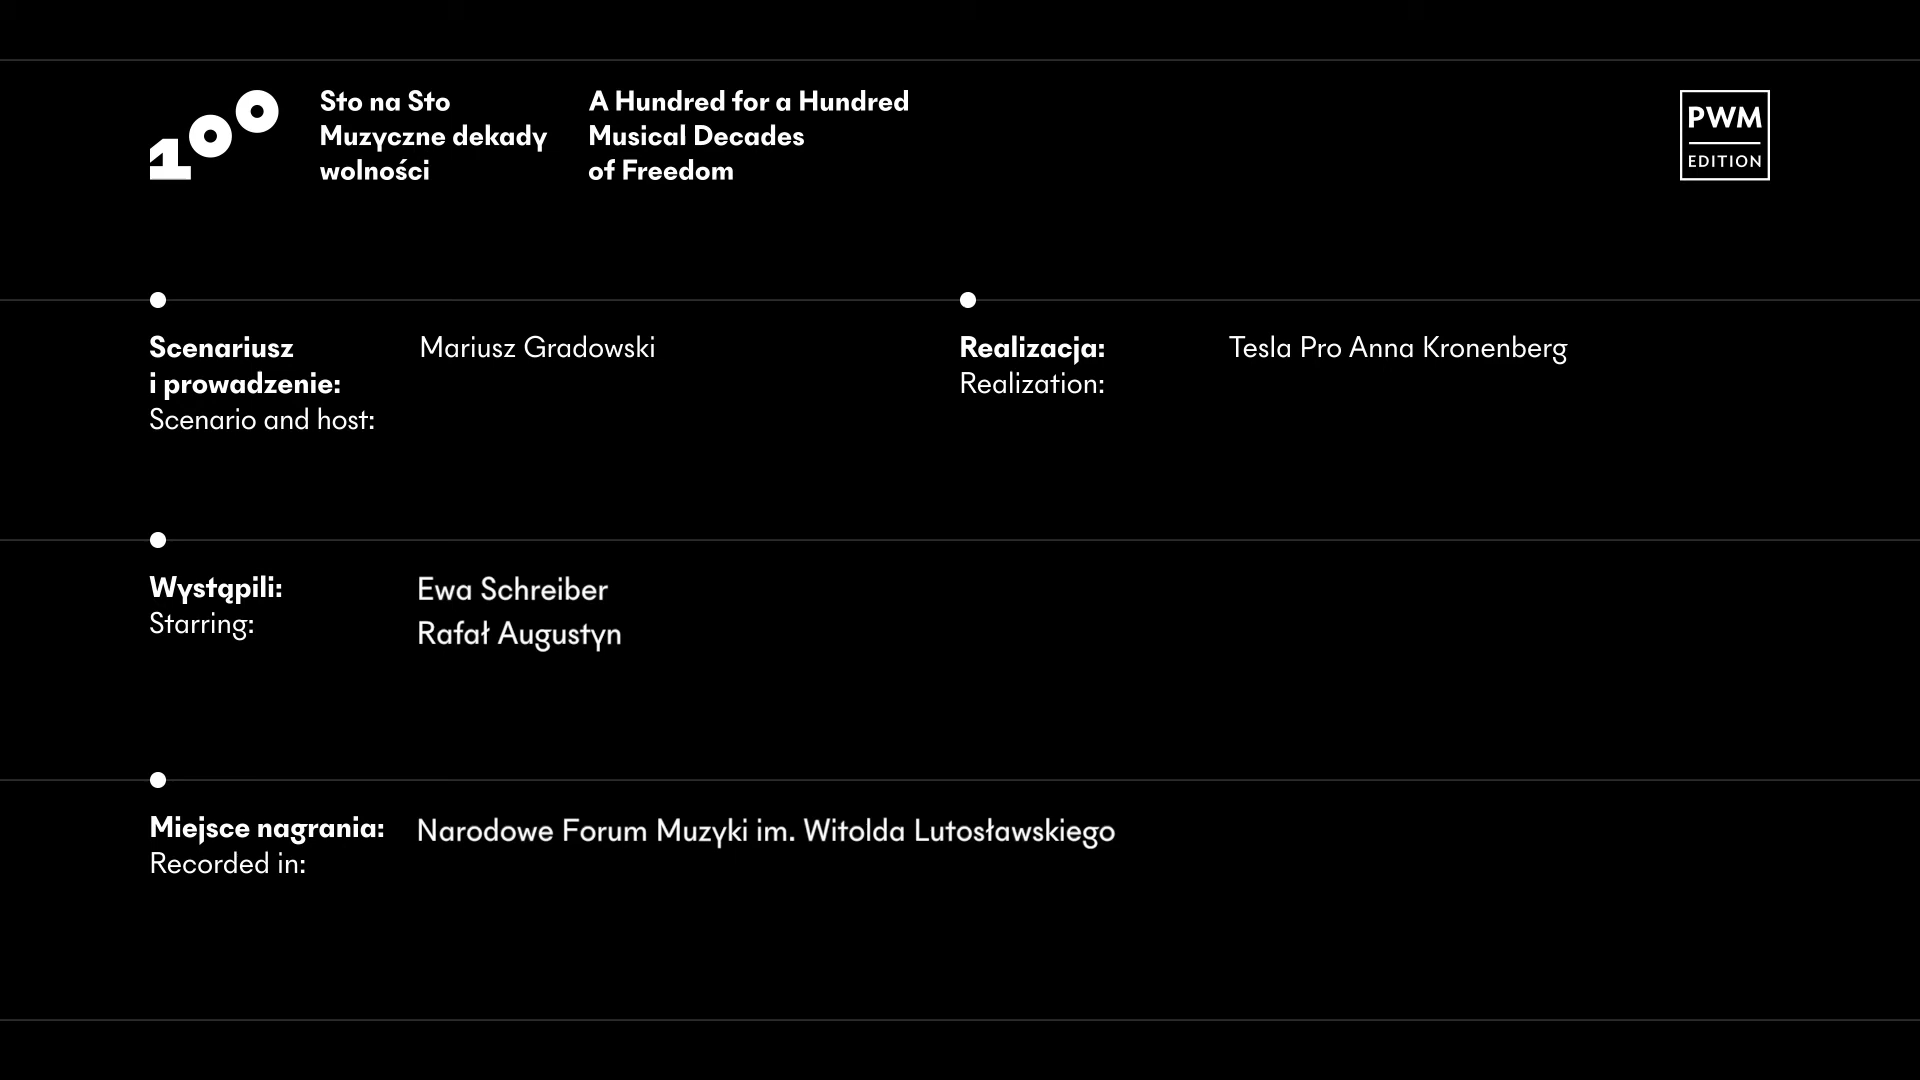 100
Sto na Sto
Muzyczne dekady
wolności
A Hundred for a Hundred
Musical Decades
of Freedom
PWM
EDITION
Scenariusz
i prowadzenie:
Scenario and host:
Mariusz Gradowski
Realizacja:
Realization:
Tesla Pro Anna Kronenberg
Wystąpili:
Starring:
Ewa Schreiber
Rafał Augustyn
Miejsce nagrania:
Recorded in:
Narodowe Forum Muzyki im. Witolda Lutosławskiego